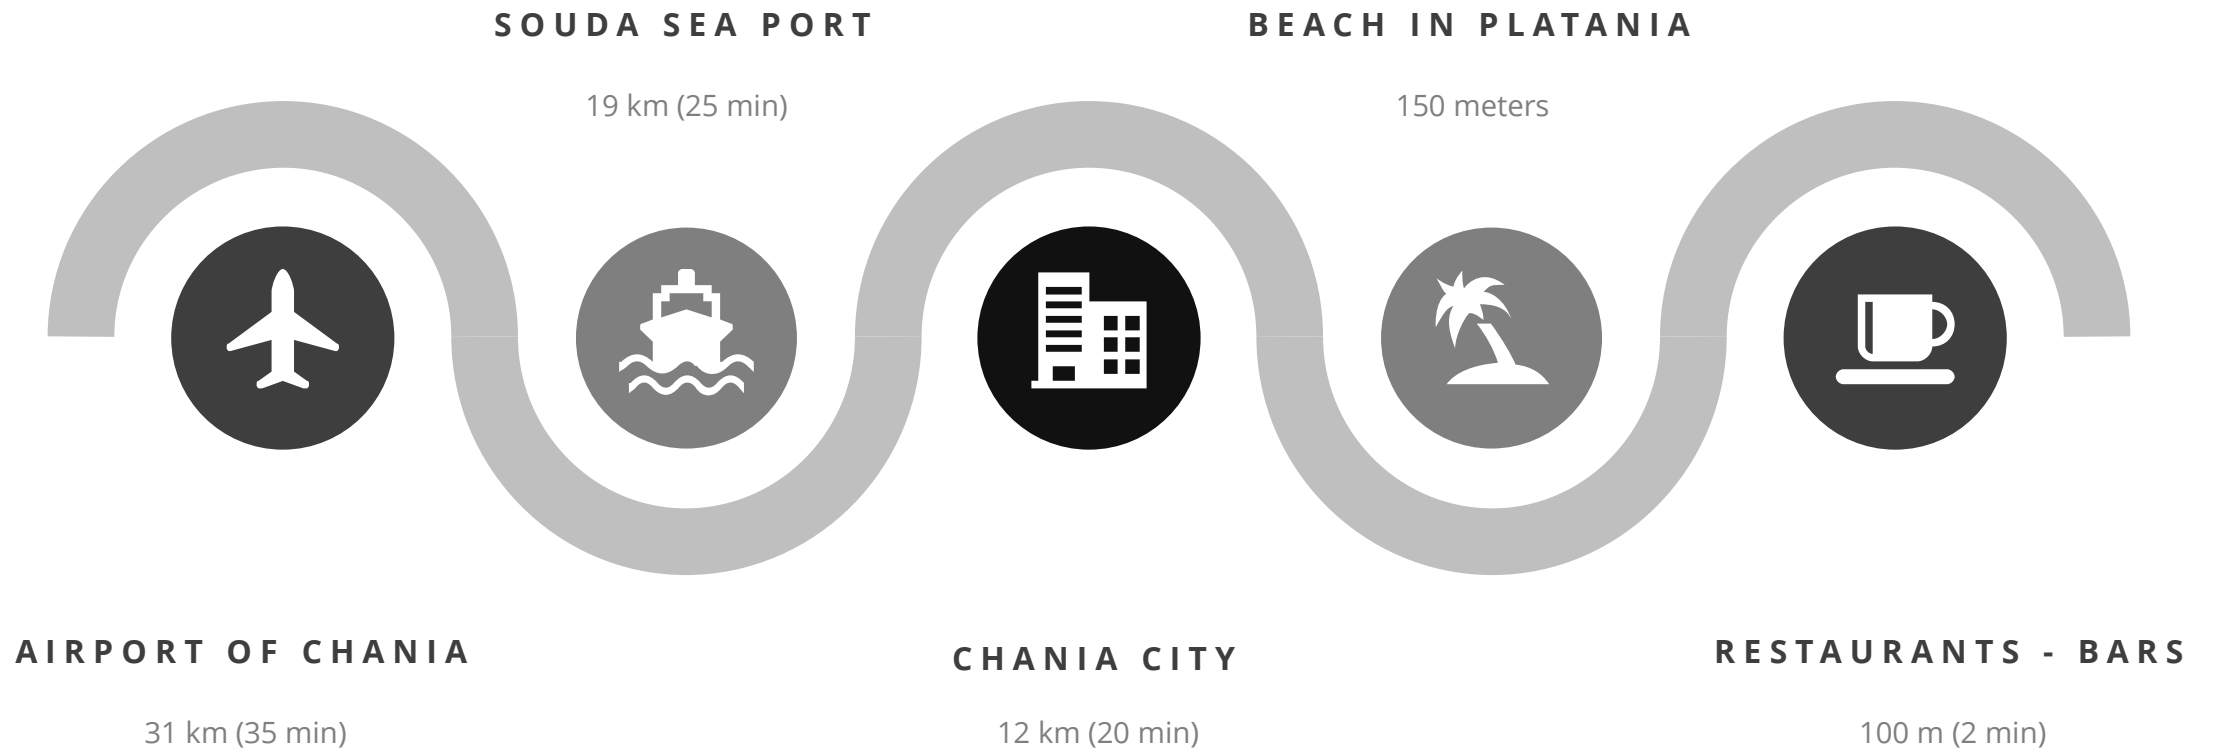 SOUDA SEA PORT
19 km (25 min)
BEACH IN PLATANIA
150 meters
AIRPORT OF CHANIA
31 km (35 min)
CHANIA CITY
12 km (20 min)
RESTAURANTS - BARS
100 m (2 min)